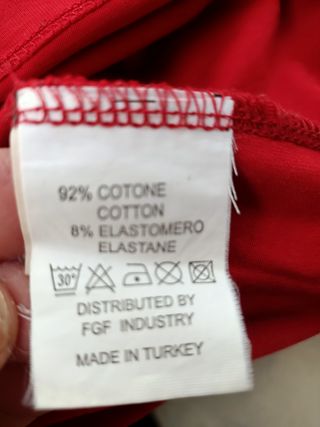 92% COTONE
COTTON
8% ELASTOMERO
ELASTANE
30°
DISTRIBUTED BY
FGF INDUSTRY
MADE IN TURKEY